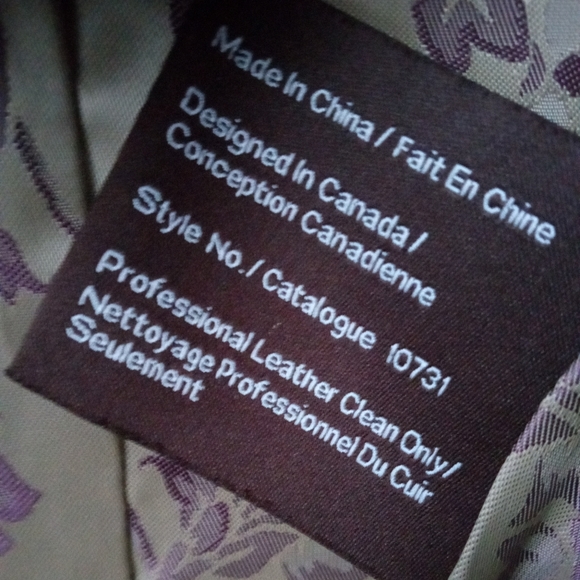 Made In China / Fait En Chine
Designed In Canada /
Conception Canadienne
Style No. / Catalogue 10731
Professional Leather Clean Only /
Nettoyage Professionnel Du Cuir
Seulement